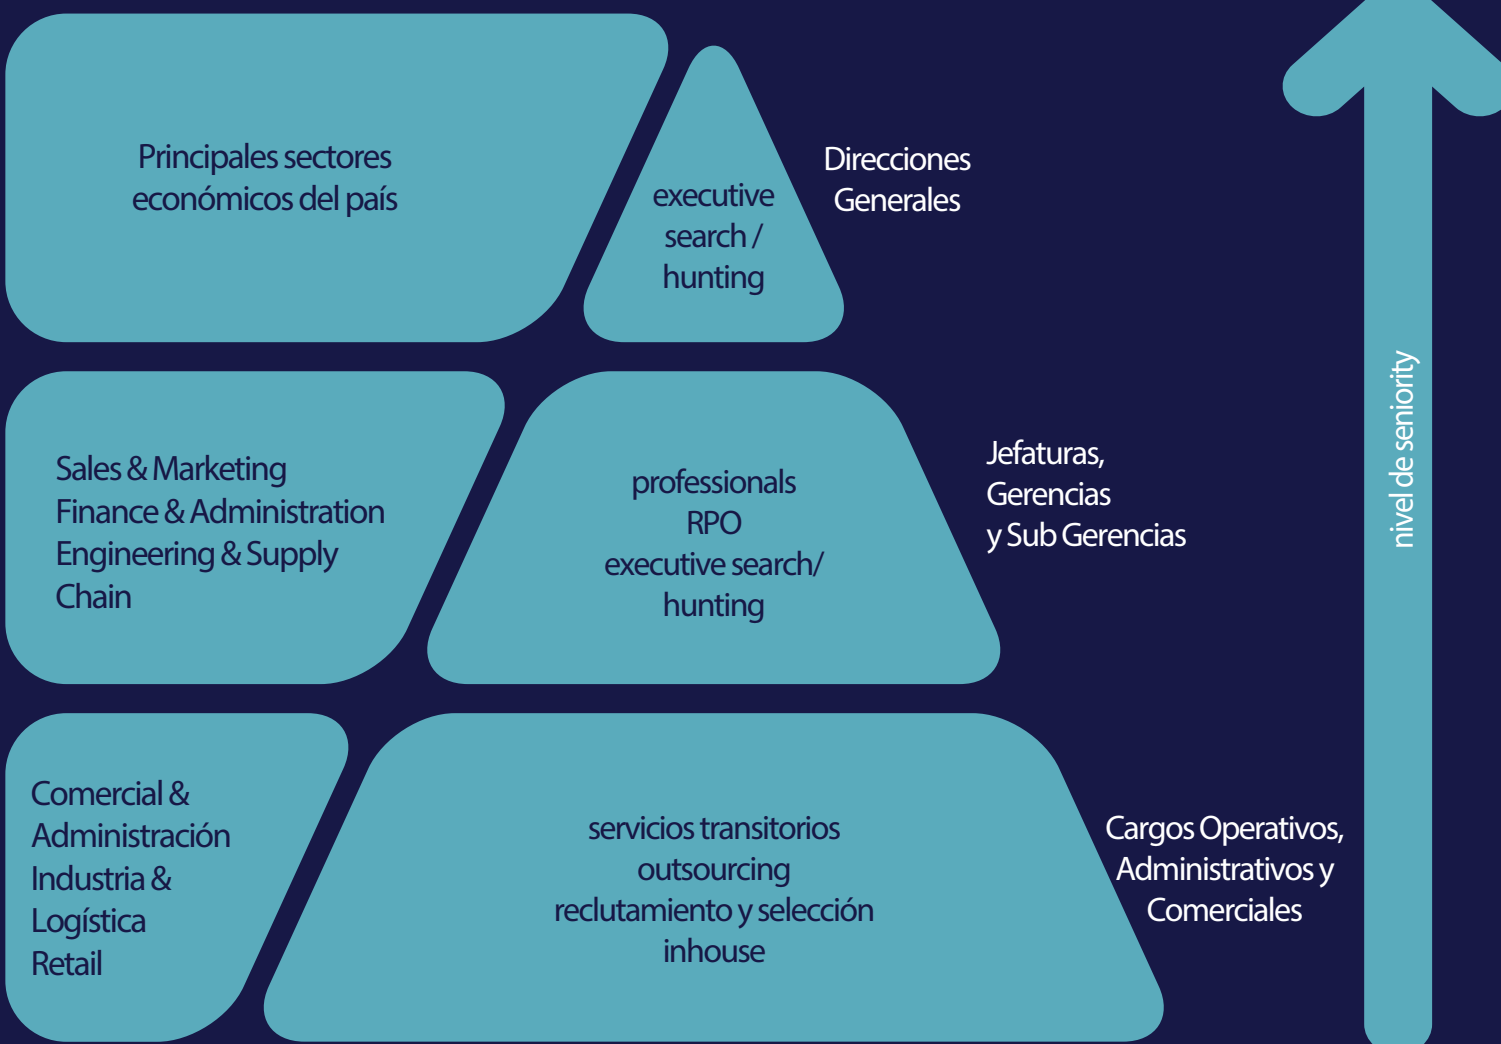 Principales sectores
económicos del país
executive
search /
hunting
Direcciones
Generales
Sales & Marketing
Finance & Administration
Engineering & Supply
Chain
professionals
RPO
executive search/
hunting
Jefaturas,
Gerencias
y Sub Gerencias
Comercial &
Administración
Industria &
Logística
Retail
servicios transitorios
outsourcing
reclutamiento y selección
inhouse
Cargos Operativos,
Administrativos y
Comerciales
nivel de seniority